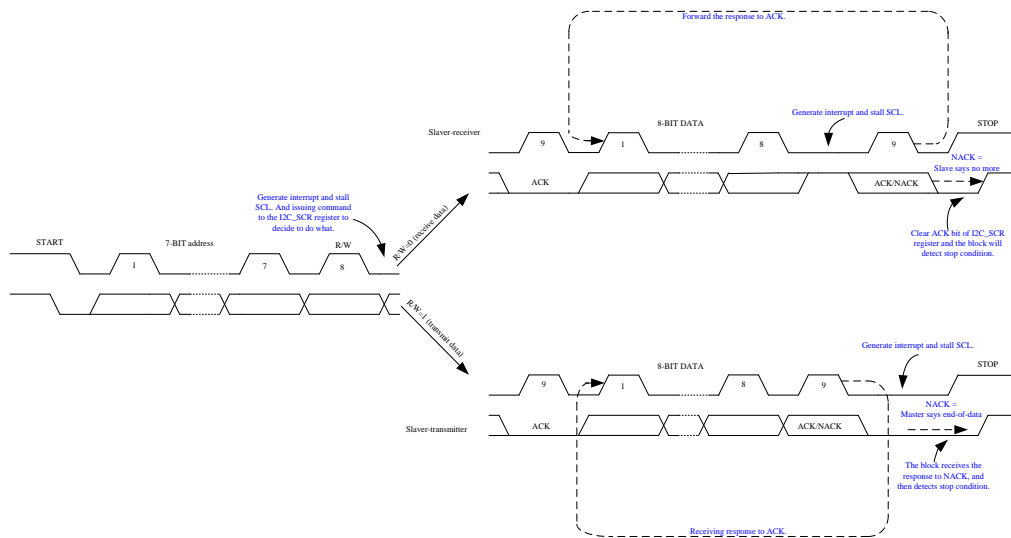 Forward the response to ACK.
8-BIT DATA
Generate interrupt and stall SCL.
STOP
Slaver-receiver
9
1
8
9
NACK =
Slave says no more
ACK
ACK/NACK
Clear ACK bit of I2C_SCR
register and the block will
detect stop condition.
Generate interrupt and stall
SCL. And issuing command
to the I2C_SCR register to
decide to do what.
R/W=0 (receive data)
START
7-BIT address
R/W
1
7
8
R/W=1 (transmit data)
8-BIT DATA
Generate interrupt and stall SCL.
STOP
9
1
8
9
NACK =
Master says end-of-data
Slaver-transmitter
ACK
ACK/NACK
The block receives the
response to NACK, and
then detects stop condition.
Receiving response to ACK.